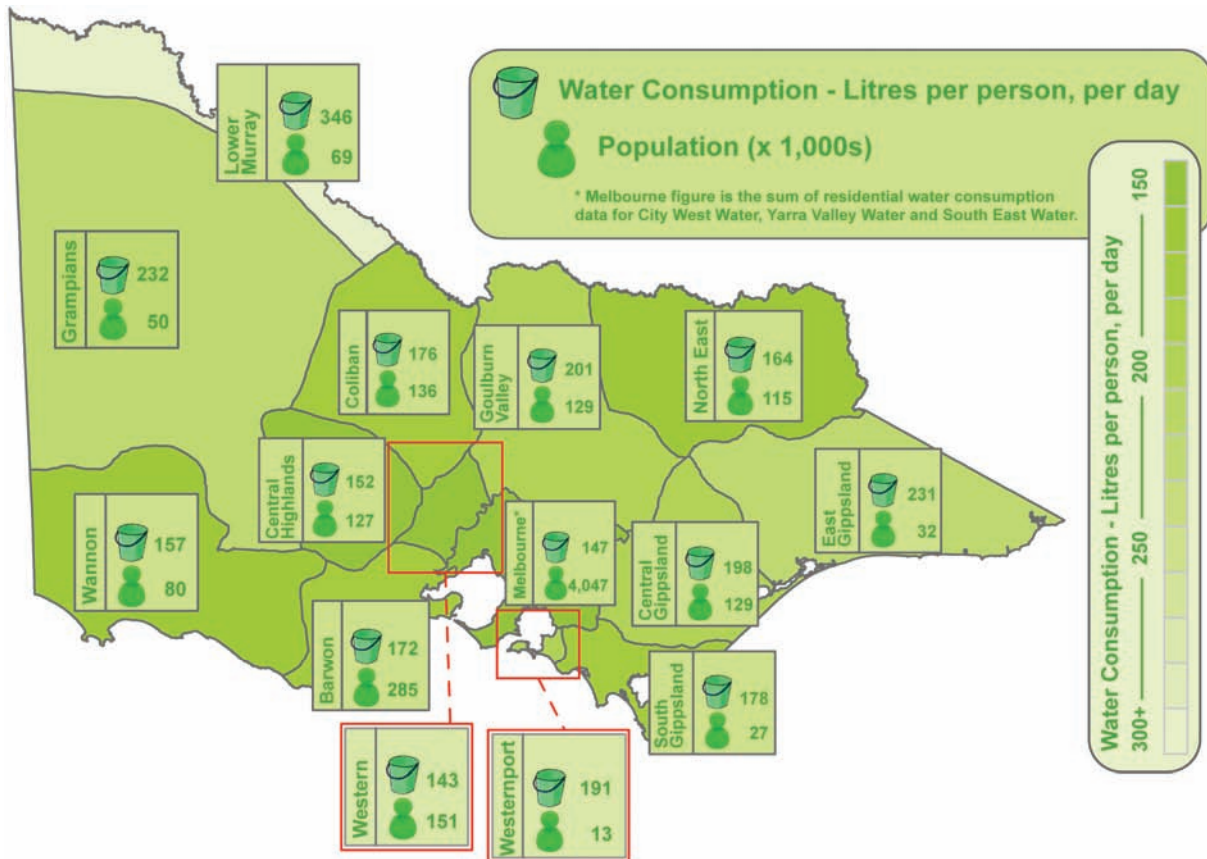 Water Consumption - Litres per person, per day
Population (x 1,000s)
* Melbourne figure is the sum of residential water consumption
data for City West Water, Yarra Valley Water and South East Water.
Lower
Murray
346
69
Grampians
232
50
Coliban
176
136
Goulburn
Valley
201
129
North East
164
115
Central
Highlands
152
127
Wannon
157
80
Melbourne*
147
4,047
Central
Gippsland
198
129
East
Gippsland
231
32
Barwon
172
285
South
Gippsland
178
27
Western
143
151
Westernport
191
13
Water Consumption - Litres per person, per day
300+
250
200
150